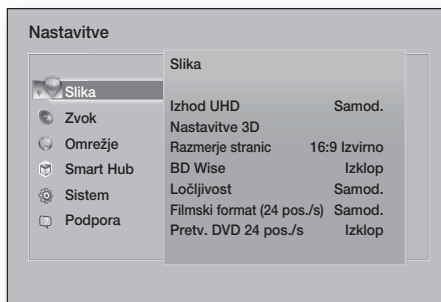 Nastavitve
Slika
Zvok
Omrežje
Smart Hub
Sistem
Podpora
Slika
Izhod UHD Samod.
Nastavitve 3D
Razmerje stranic 16:9 Izvirno
BD Wise Izklop
Ločljivost Samod.
Filmski format (24 pos./s) Samod.
Pretv. DVD 24 pos./s Izklop